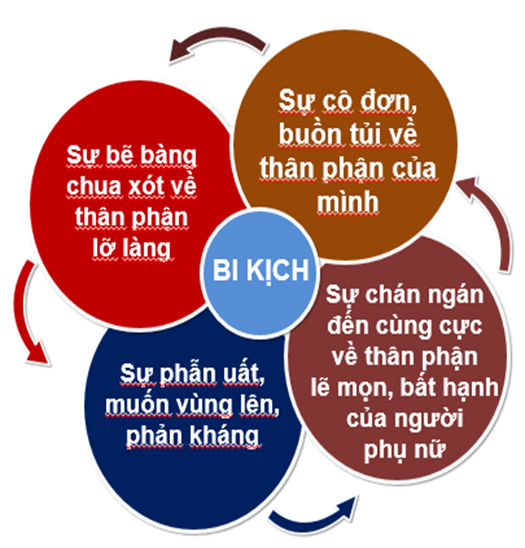 Sự cô đơn,
buồn tủi về
thân phận của
mình
Sự bẽ bàng
chua xót về
thân phận
lỡ làng
BI KỊCH
Sự phẫn uất,
muốn vùng lên,
phản kháng
Sự chán ngán
đến cùng cực
về thân phận
lẽ mọn, bất hạnh
của người
phụ nữ